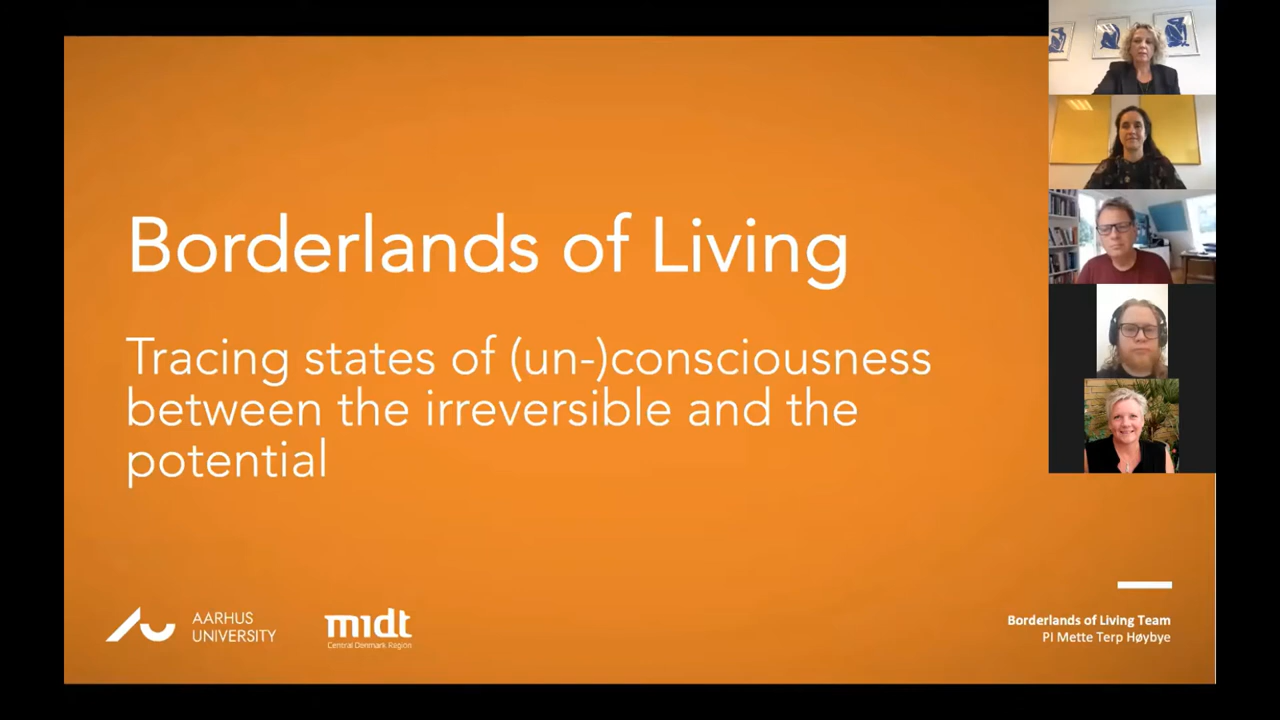 Borderlands of Living
Tracing states of (un-)consciousness
between the irreversible and the
potential
AARHUS
UNIVERSITY
midt
Central Denmark Region
Borderlands of Living Team
PI Mette Terp Høybye